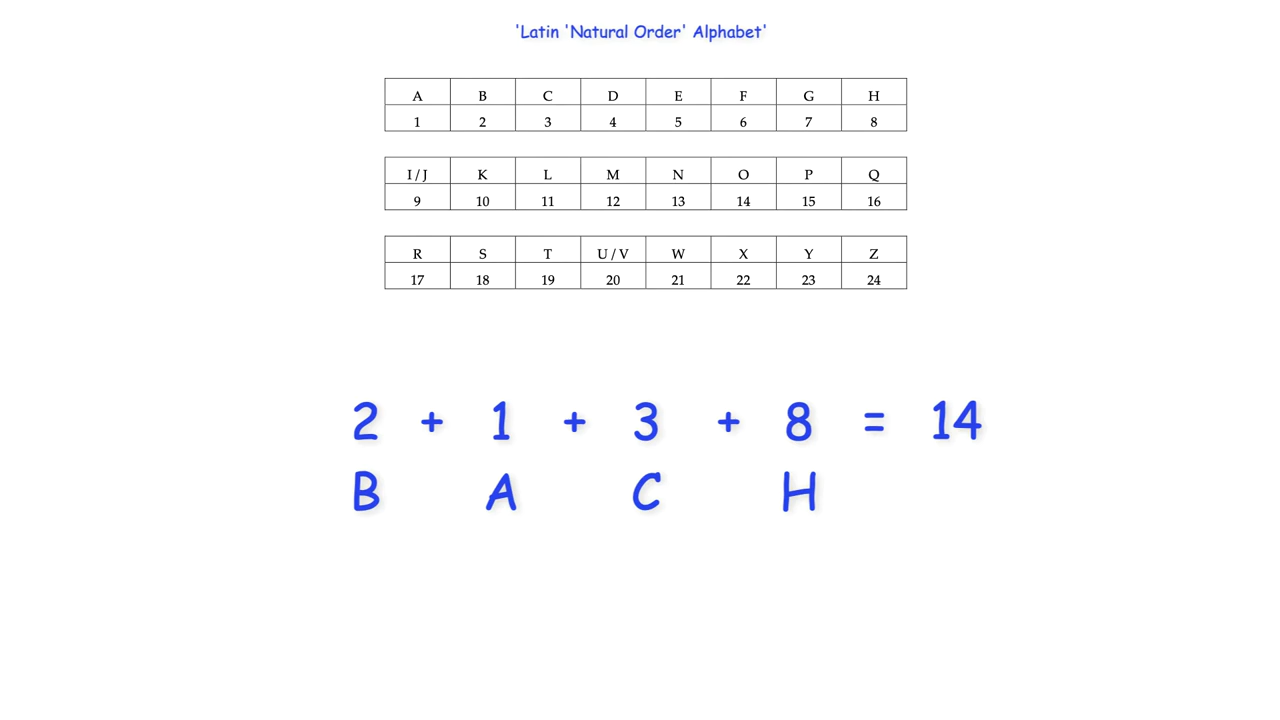 'Latin 'Natural Order' Alphabet'
A B C D E F G H
1 2 3 4 5 6 7 8
I / J K L M N O P Q
9 10 11 12 13 14 15 16
R S T U / V W X Y Z
17 18 19 20 21 22 23 24
2 + 1 + 3 + 8 = 14
B A C H